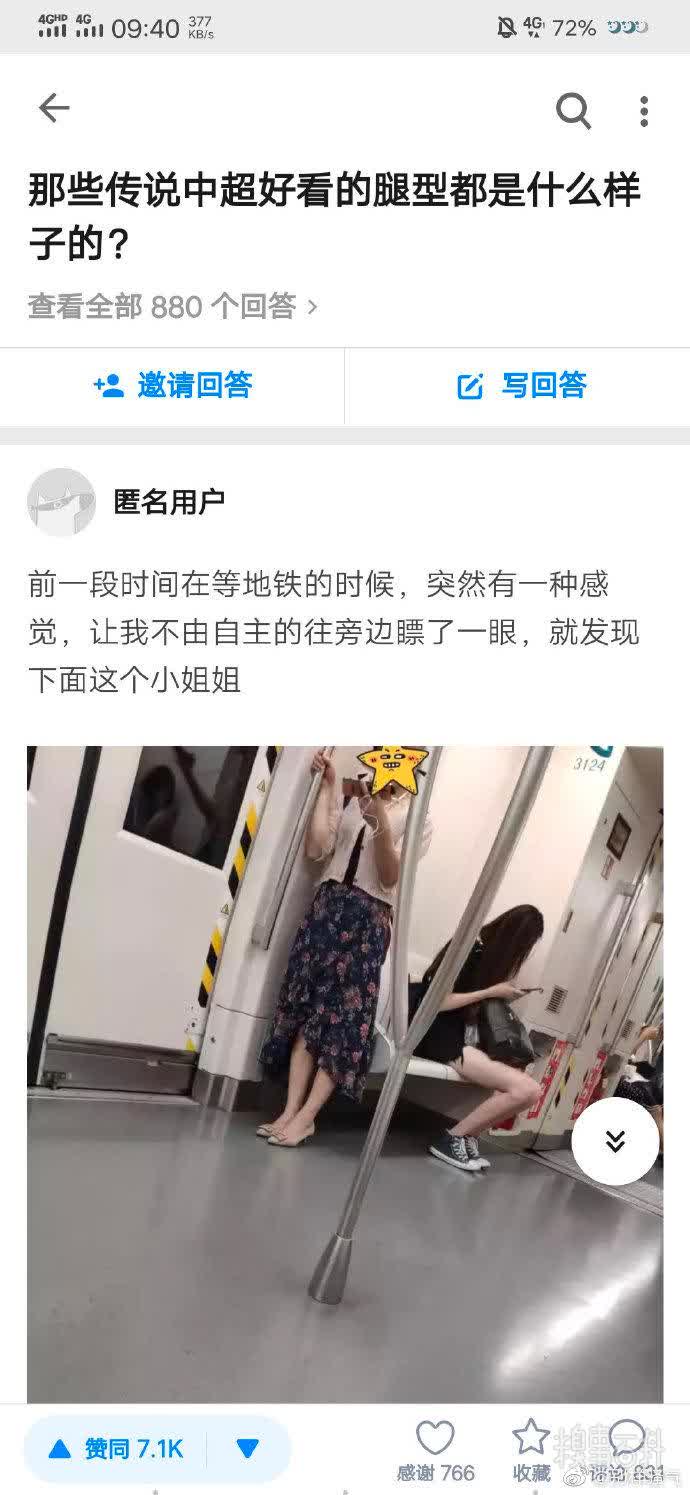 4GHD 4G 09:40 377 KB/s 4G 72%
那些传说中超好看的腿型都是什么样
子的?
查看全部 880 个回答
邀请回答
写回答
匿名用户
前一段时间在等地铁的时候，突然有一种感
觉，让我不由自主的往旁边瞟了一眼，就发现
下面这个小姐姐
3124
赞同 7.1K
感谢 766
收藏